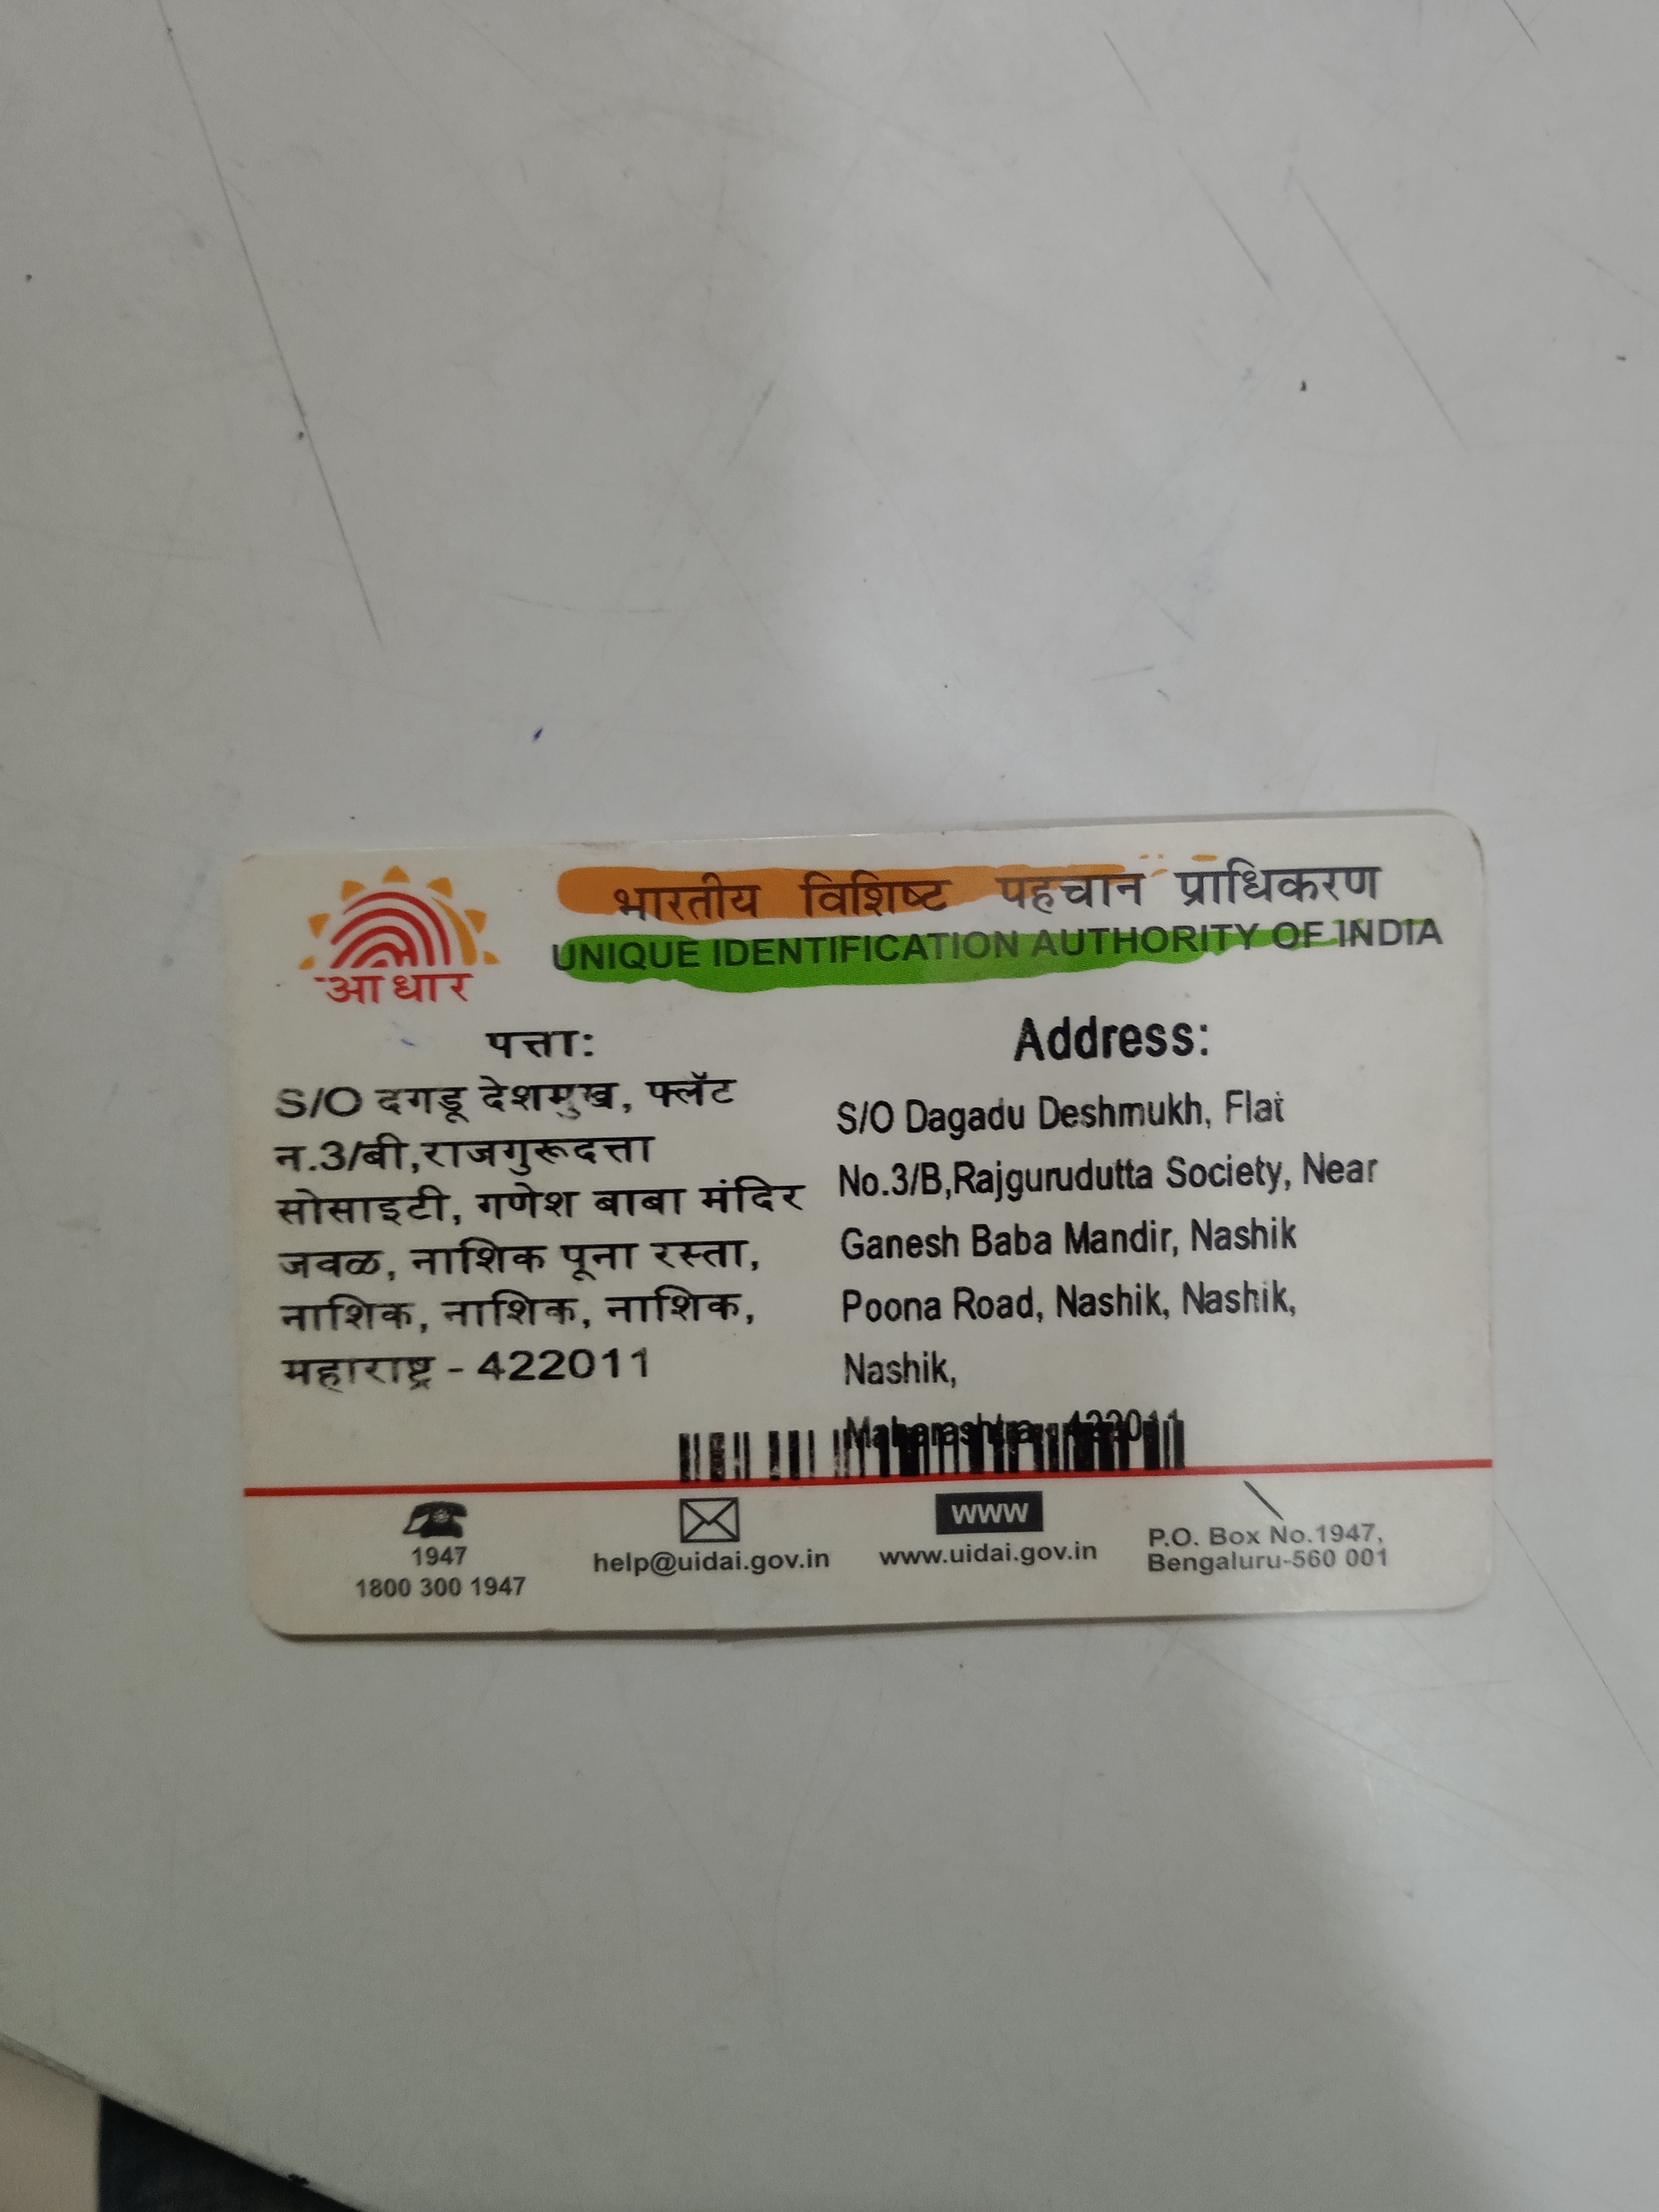 भारतीय विशिष्ट पहचान प्राधिकरण
UNIQUE IDENTIFICATION AUTHORITY OF INDIA
आधार
पत्ता:
S/O दगडू देशमुख, फ्लॅट
न.3/बी,राजगुरूदत्ता
सोसाइटी, गणेश बाबा मंदिर
जवळ, नाशिक पूना रस्ता,
नाशिक, नाशिक, नाशिक,
महाराष्ट्र - 422011
Address:
S/O Dagadu Deshmukh, Flat
No.3/B,Rajgurudutta Society, Near
Ganesh Baba Mandir, Nashik
Poona Road, Nashik, Nashik,
Nashik,
Maharashtra - 422011
1947
1800 300 1947
help@uidai.gov.in
WWW
www.uidai.gov.in
P.O. Box No.1947,
Bengaluru-560 001